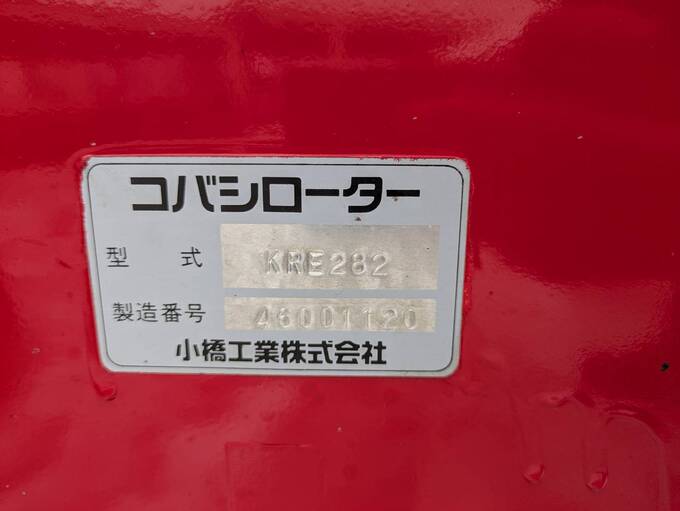 コバシローター
型 式 KRE282
製造番号 46001120
小橋工業株式会社